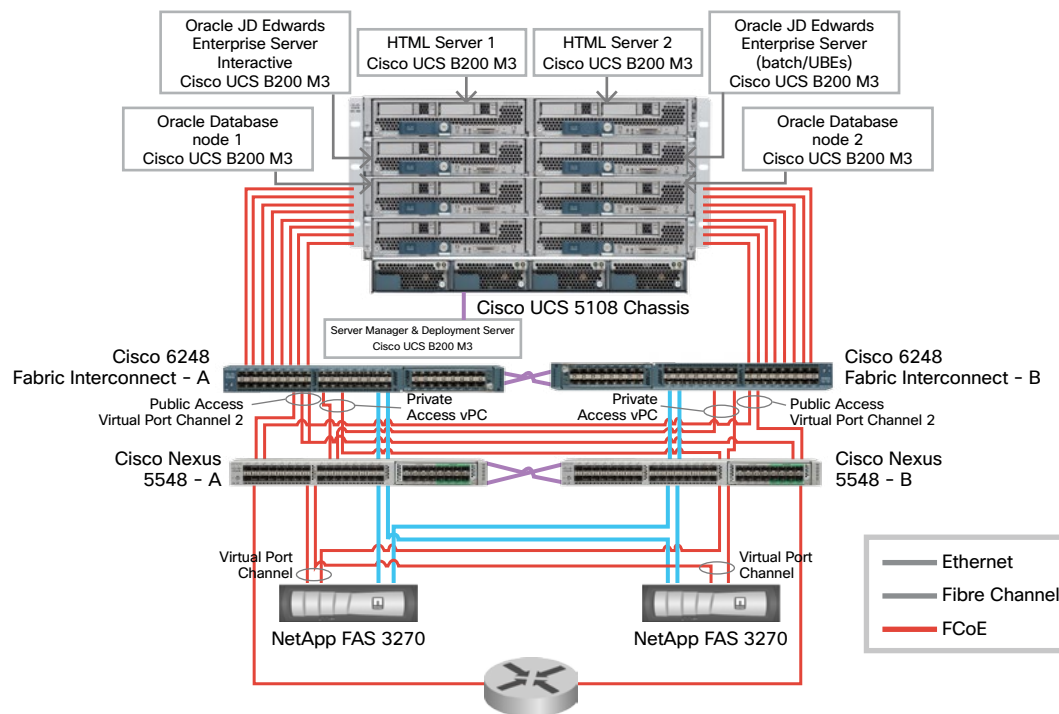 Oracle JD Edwards
Enterprise Server
Interactive
Cisco UCS B200 M3
HTML Server 1
Cisco UCS B200 M3
HTML Server 2
Cisco UCS B200 M3
Oracle JD Edwards
Enterprise Server
(batch/UBEs)
Cisco UCS B200 M3
Oracle Database
node 1
Cisco UCS B200 M3
Oracle Database
node 2
Cisco UCS B200 M3
Cisco UCS 5108 Chassis
Server Manager & Deployment Server
Cisco UCS B200 M3
Cisco 6248
Fabric Interconnect - A
Cisco 6248
Fabric Interconnect - B
Public Access
Virtual Port Channel 2
Private
Access vPC
Private
Access vPC
Public Access
Virtual Port Channel 2
Cisco Nexus
5548 - A
Cisco Nexus
5548 - B
Virtual Port
Channel
Virtual Port
Channel
NetApp FAS 3270
NetApp FAS 3270
Ethernet
Fibre Channel
FCoE